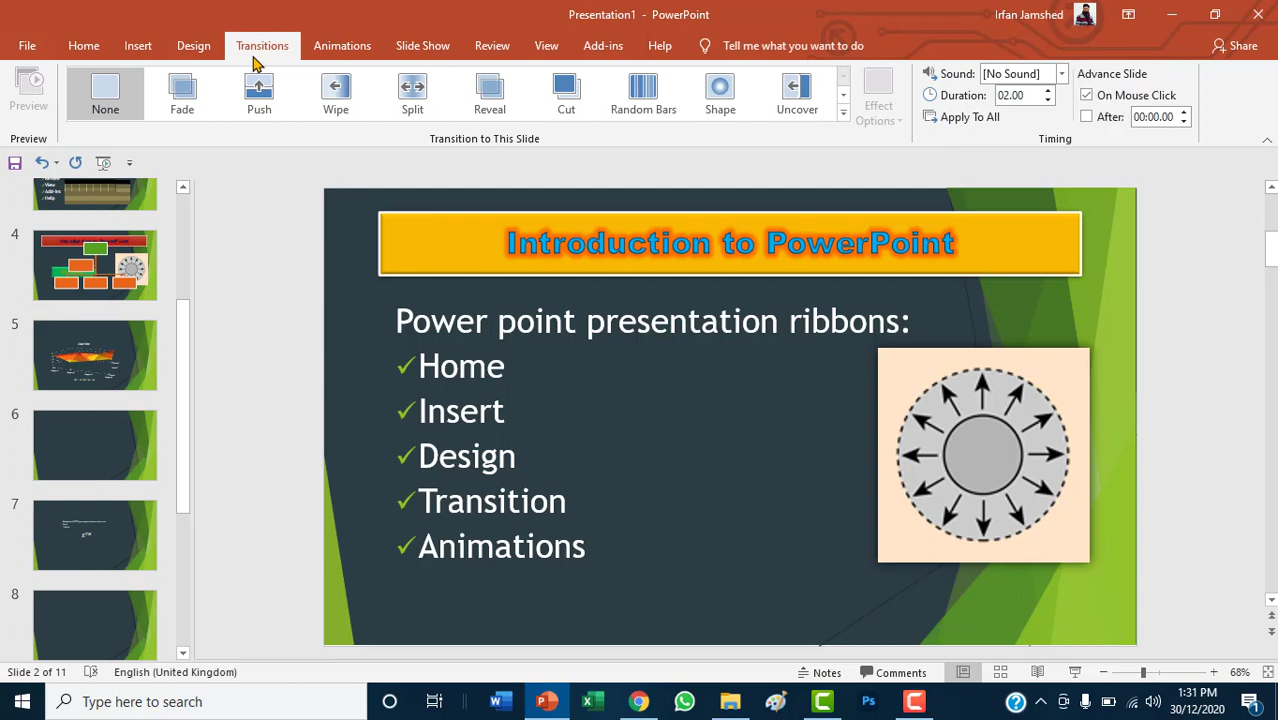 Presentation1 - PowerPoint
Irfan Jamshed
File Home Insert Design Transitions Animations Slide Show Review View Add-ins Help Tell me what you want to do Share
Preview
None Fade Push Wipe Split Reveal Cut Random Bars Shape Uncover
Effect Options
Sound: [No Sound]
Duration: 02.00
Apply To All
Advance Slide
On Mouse Click
After: 00:00.00
Preview Transition to This Slide Timing
View
Add-ins
Help
4
5
6
7
8
Introduction to PowerPoint
Power point presentation ribbons:
✓Home
✓Insert
✓Design
✓Transition
✓Animations
Slide 2 of 11 English (United Kingdom) Notes Comments 68%
Type here to search
1:31 PM
30/12/2020